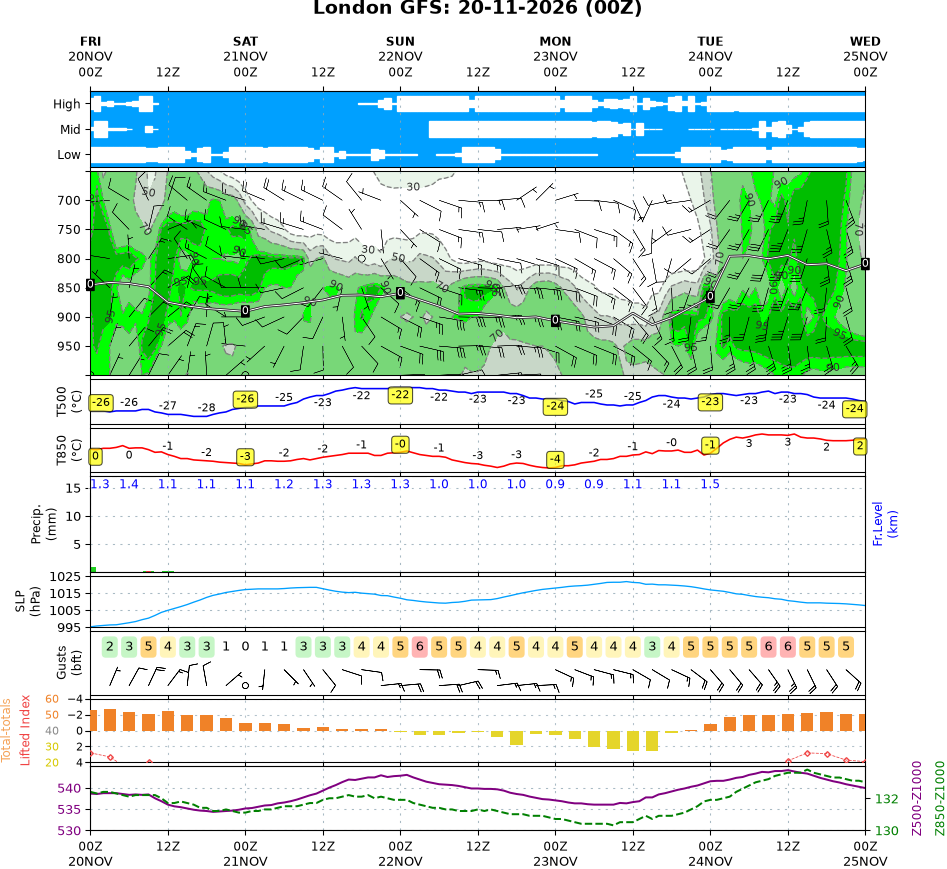 London GFS: 20-11-2026 (00Z)
FRI SAT SUN MON TUE WED
20NOV 21NOV 22NOV 23NOV 24NOV 25NOV
00Z 12Z 00Z 12Z 00Z 12Z 00Z 12Z 00Z 12Z 00Z
High
Mid
Low
700
750
800
850
900
950
50
30
30
50
70
90
0 0 0 0 0 0
T500
(°C)
-26 -26 -27 -28 -26 -25 -23 -22 -22 -23 -23 -23 -24 -25 -25 -24 -23 -23 -23 -24 -24
T850
(°C)
0 0 -1 -2 -3 -2 -2 -1 -0 -1 -3 -3 -4 -2 -1 -0 -1 3 3 2 2
Precip.
(mm)
15
10
5
1.3 1.4 1.1 1.1 1.1 1.2 1.3 1.3 1.3 1.0 1.0 1.0 0.9 0.9 1.1 1.1 1.5
Fr.Level
(km)
SLP
(hPa)
1025
1015
1005
995
Gusts
(bft)
2 3 5 4 3 3 1 0 1 1 3 3 3 4 4 5 6 5 5 4 4 5 4 4 5 4 4 4 3 4 5 5 5 5 6 6 5 5 5
Total-totals
Lifted Index
60 −4
50 −2
40 0
30 2
20 4
540
535
530
132
130
Z500-Z1000
Z850-Z1000
00Z 12Z 00Z 12Z 00Z 12Z 00Z 12Z 00Z 12Z 00Z
20NOV 21NOV 22NOV 23NOV 24NOV 25NOV